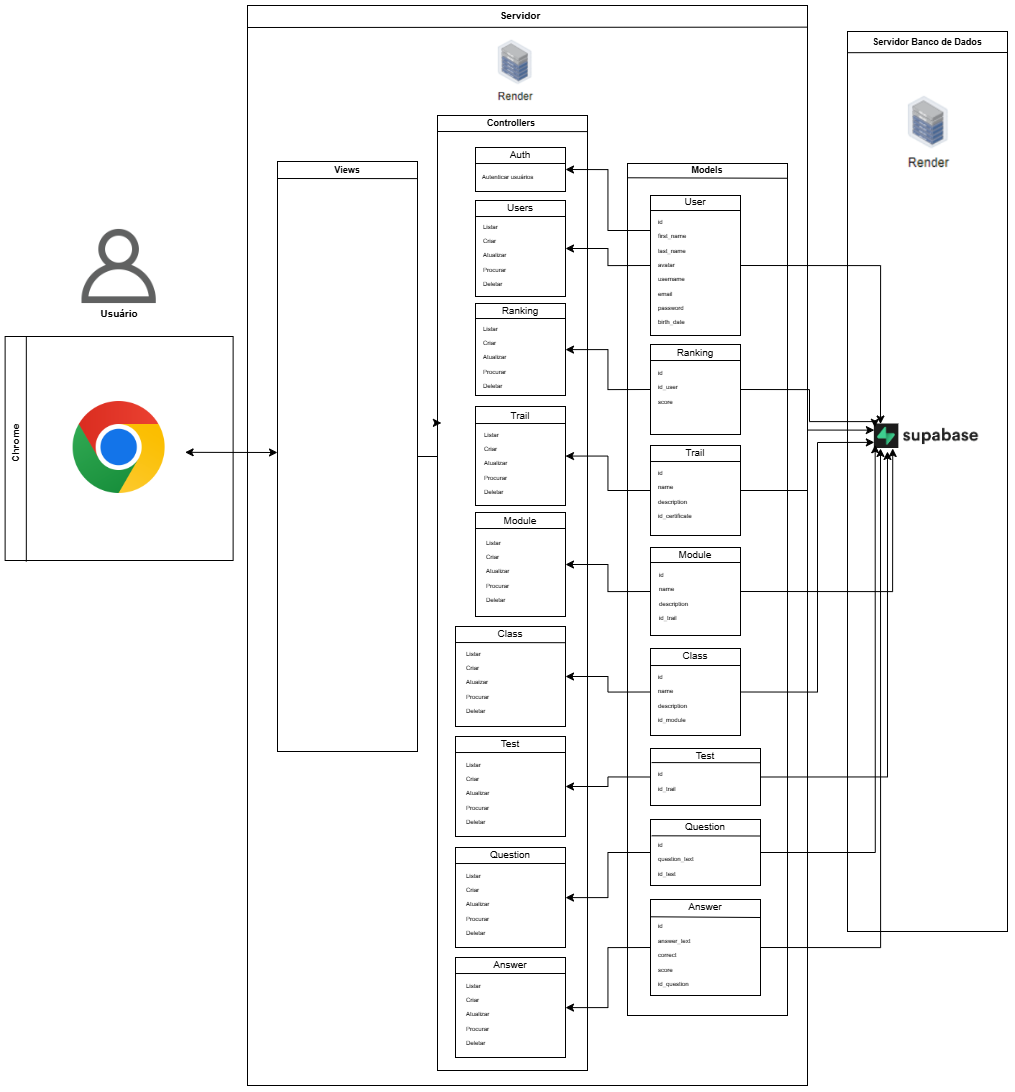 Servidor
Render
Servidor Banco de Dados
Render
Usuário
Chrome
Views
Controllers
Auth
Autenticar usuários
Users
Listar
Criar
Atualizar
Procurar
Deletar
Ranking
Listar
Criar
Atualizar
Procurar
Deletar
Trail
Listar
Criar
Atualizar
Procurar
Deletar
Module
Listar
Criar
Atualizar
Procurar
Deletar
Class
Listar
Criar
Atualizar
Procurar
Deletar
Test
Listar
Criar
Atualizar
Procurar
Deletar
Question
Listar
Criar
Atualizar
Procurar
Deletar
Answer
Listar
Criar
Atualizar
Procurar
Deletar
Models
User
id
first_name
last_name
avatar
username
email
password
birth_date
Ranking
id
id_user
score
Trail
id
name
description
id_certificate
Module
id
name
description
id_trail
Class
id
name
description
id_module
Test
id
id_trail
Question
id
question_text
id_test
Answer
id
answer_text
correct
score
id_question
supabase